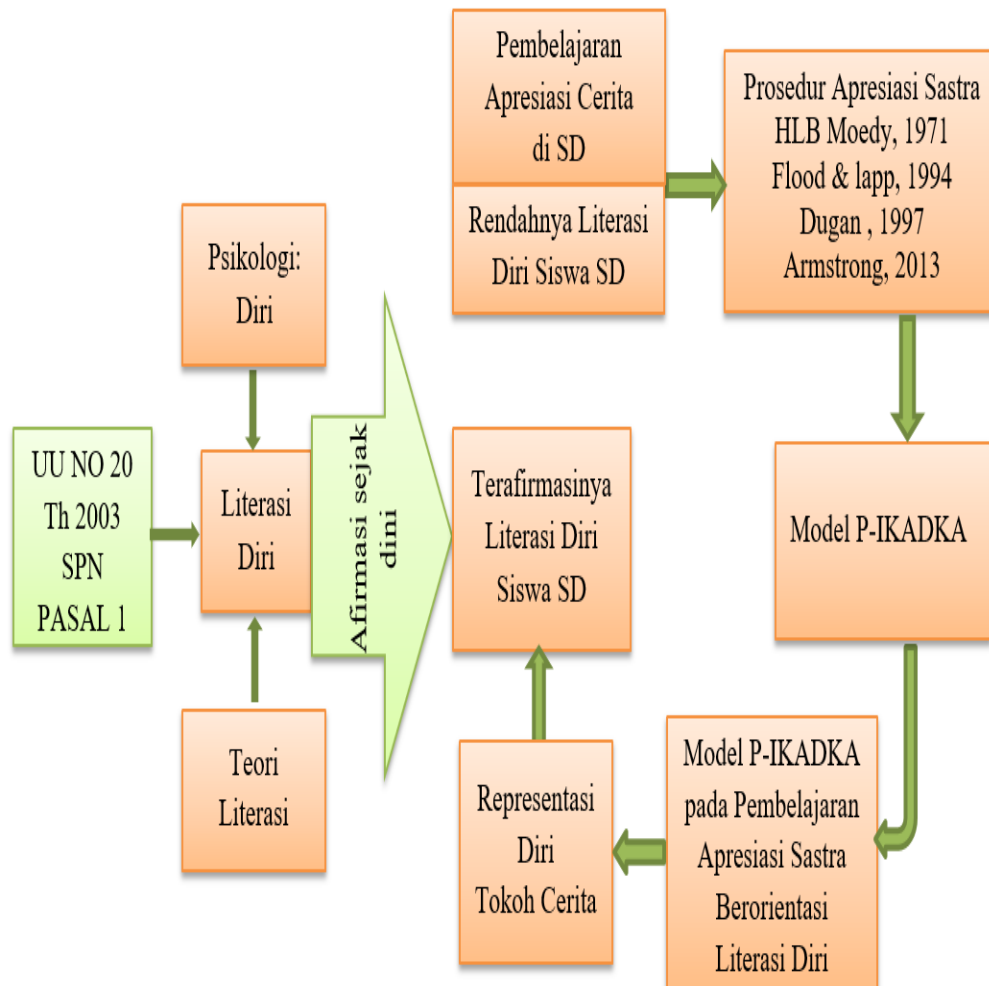 Pembelajaran
Apresiasi Cerita
di SD
Rendahnya Literasi
Diri Siswa SD
Prosedur Apresiasi Sastra
HLB Moedy, 1971
Flood & lapp, 1994
Dugan , 1997
Armstrong, 2013
Psikologi:
Diri
UU NO 20
Th 2003
SPN
PASAL 1
Literasi
Diri
Afirmasi sejak
dini
Terafirmasinya
Literasi Diri
Siswa SD
Model P-IKADKA
Teori
Literasi
Representasi
Diri
Tokoh Cerita
Model P-IKADKA
pada Pembelajaran
Apresiasi Sastra
Berorientasi
Literasi Diri